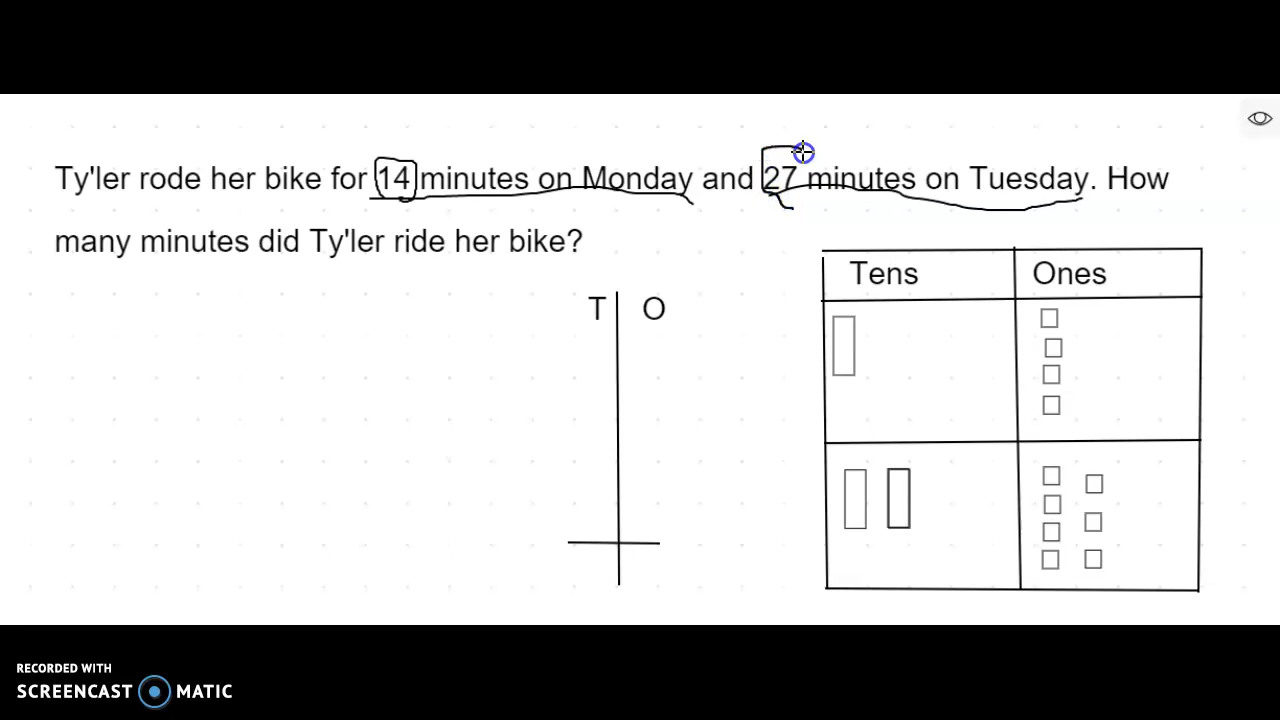 Ty'ler rode her bike for 14 minutes on Monday and 27 minutes on Tuesday. How
many minutes did Ty'ler ride her bike?
Tens Ones
T O
RECORDED WITH
SCREENCAST MATIC